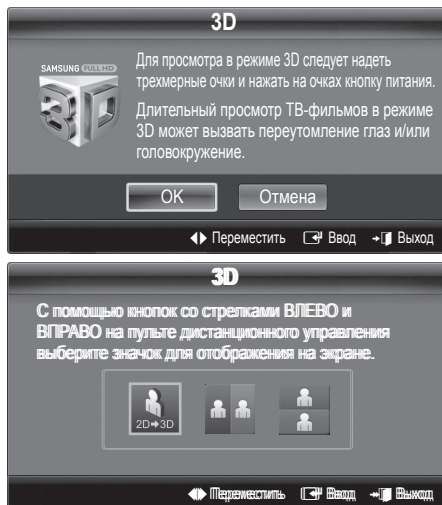 3D
SAMSUNG FULL HD
3D
Для просмотра в режиме 3D следует надеть
трехмерные очки и нажать на очках кнопку питания.
Длительный просмотр ТВ-фильмов в режиме
3D может вызвать переутомление глаз и/или
головокружение.
OK Отмена
Переместить Ввод Выход
3D
С помощью кнопок со стрелками ВЛЕВО и
ВПРАВО на пульте дистанционного управления
выберите значок для отображения на экране.
2D➔3D
Переместить Ввод Выход